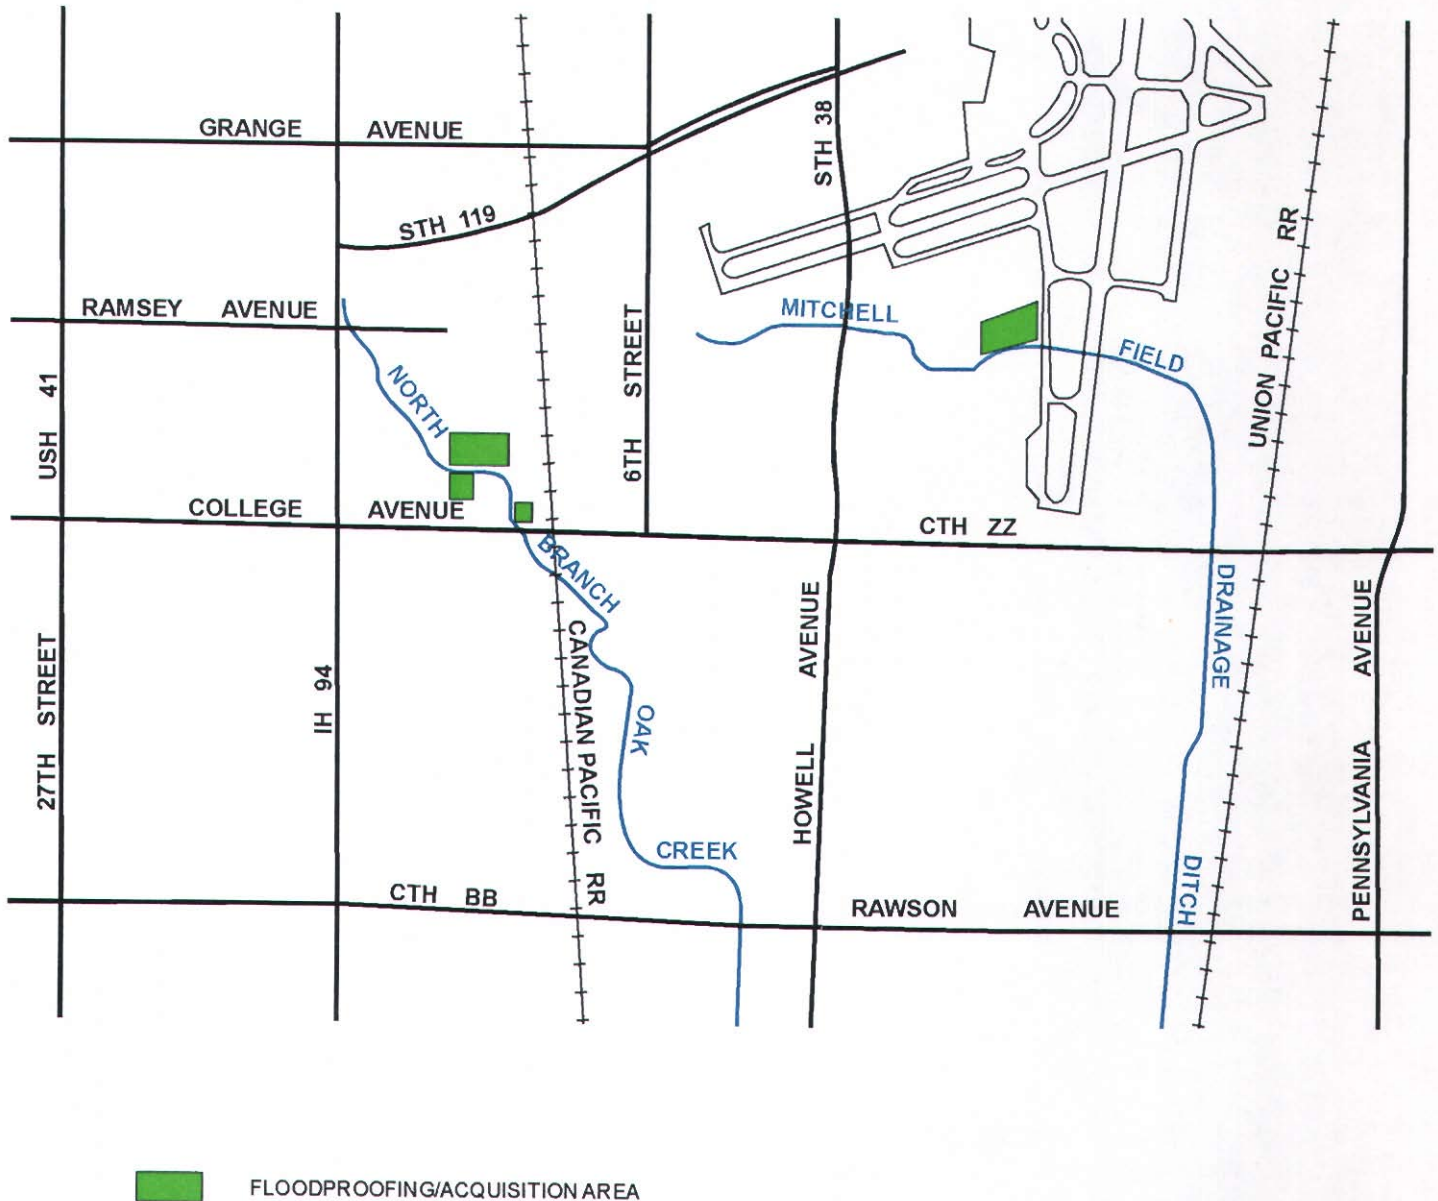 GRANGE AVENUE
STH 119
STH 38
RAMSEY AVENUE
MITCHELL
FIELD
UNION PACIFIC RR
6TH STREET
NORTH
USH 41
COLLEGE AVENUE
CTH ZZ
BRANCH
DRAINAGE
HOWELL AVENUE
PENNSYLVANIA AVENUE
27TH STREET
IH 94
CANADIAN PACIFIC RR
OAK
CREEK
CTH BB
RAWSON AVENUE
DITCH
FLOODPROOFING/ACQUISITION AREA